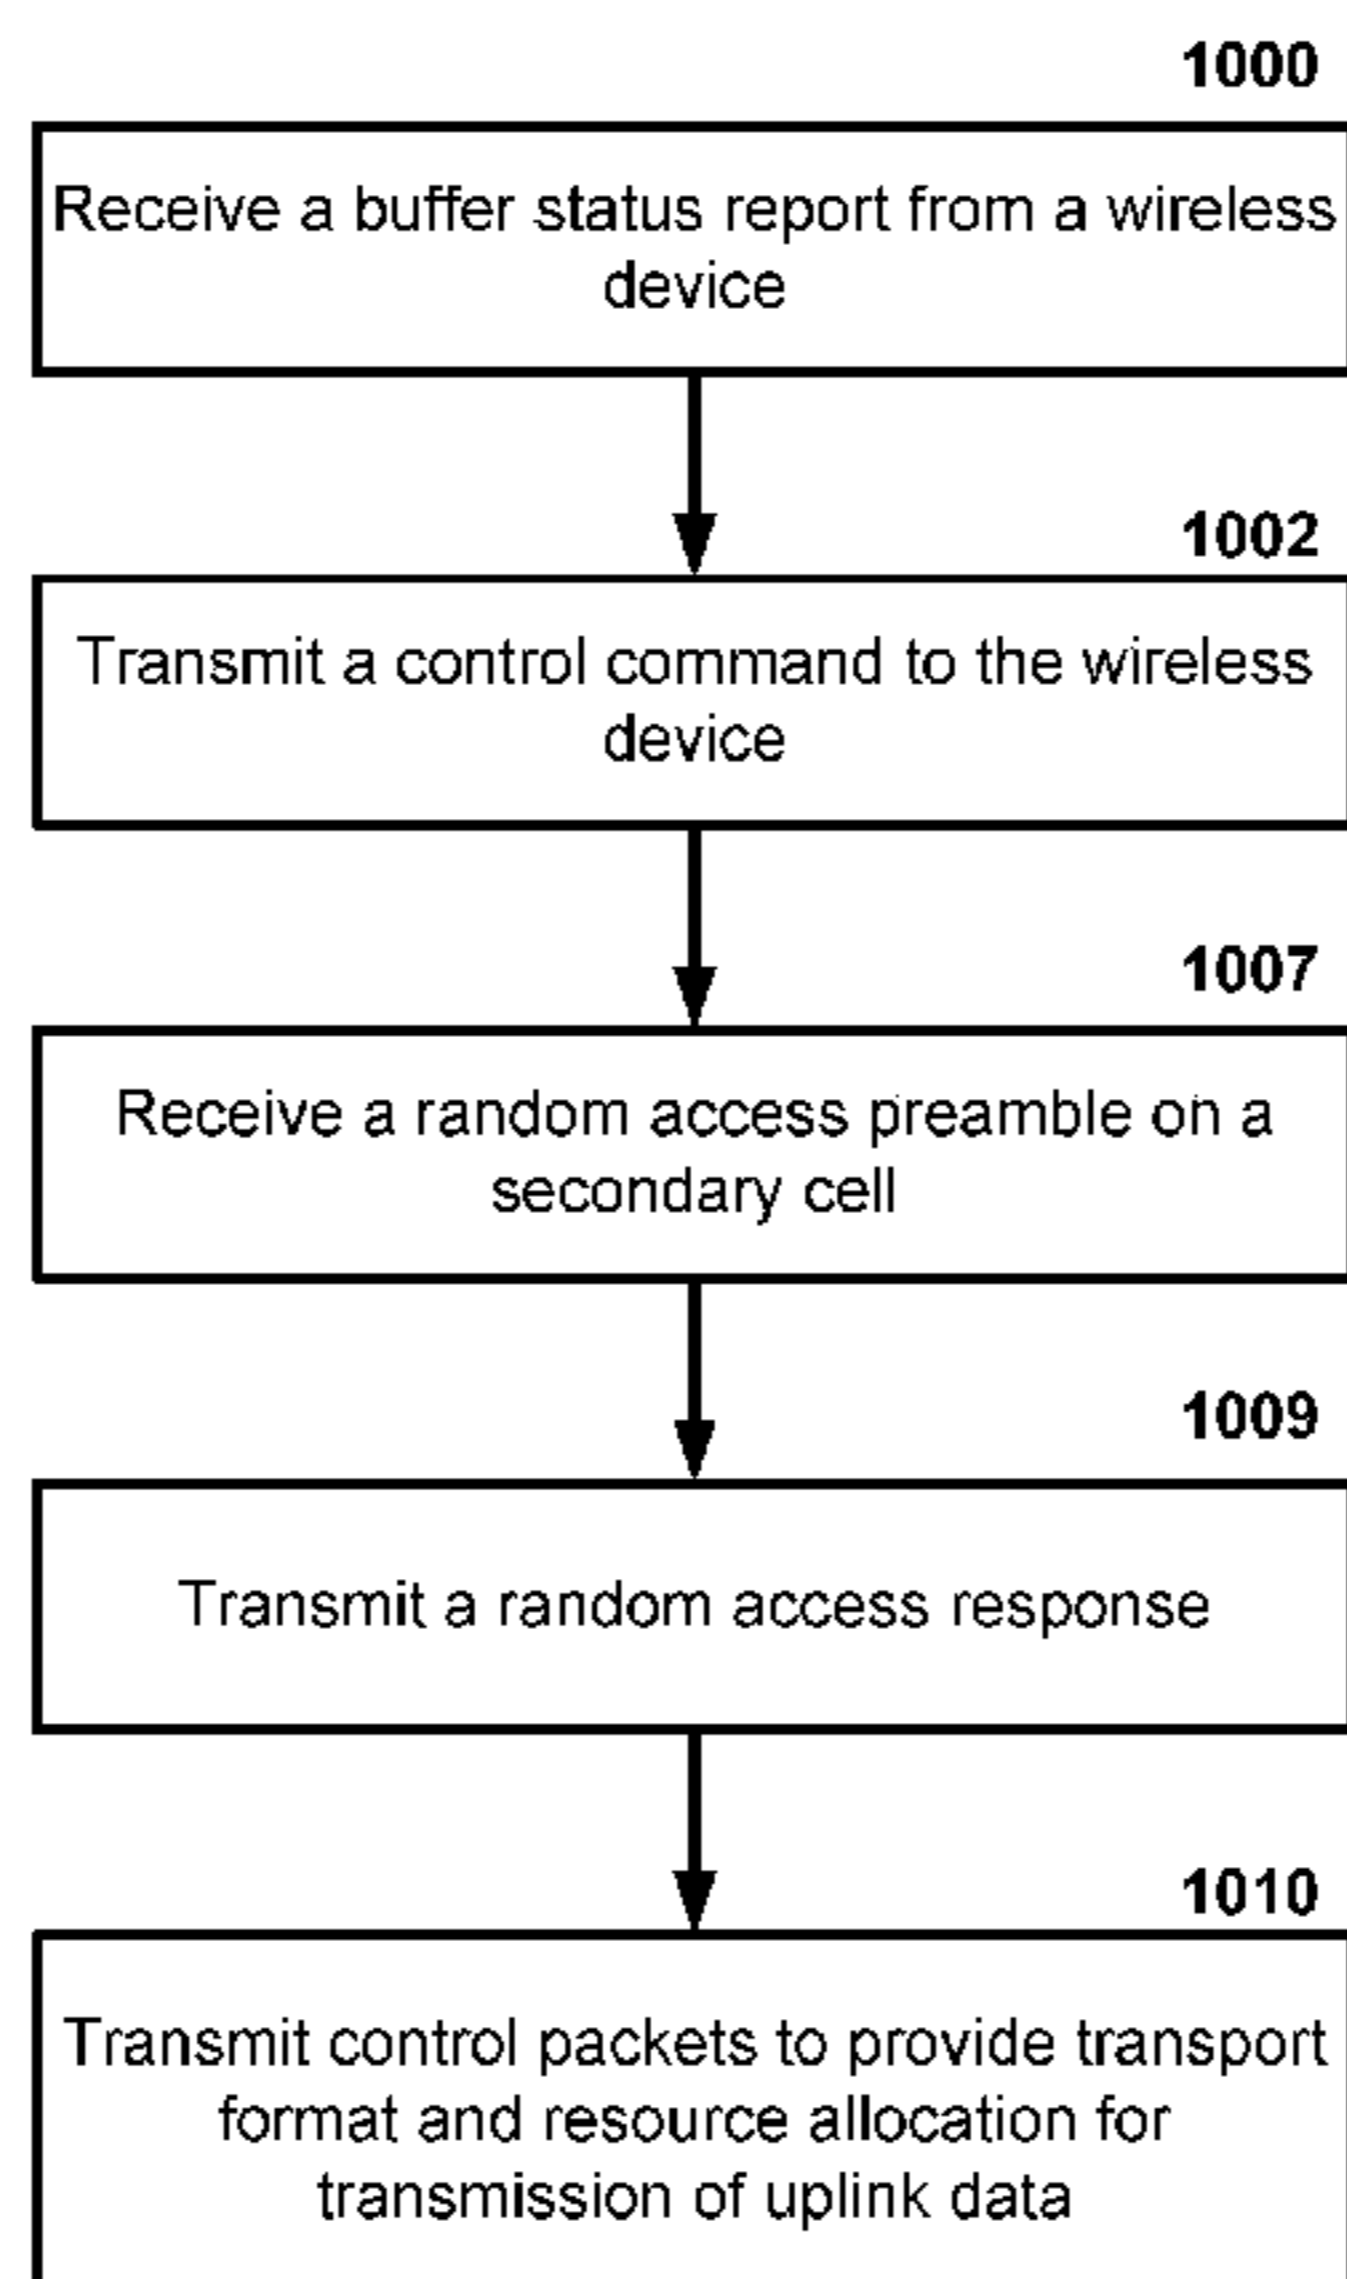 1000
Receive a buffer status report from a wireless
device
1002
Transmit a control command to the wireless
device
1007
Receive a random access preamble on a
secondary cell
1009
Transmit a random access response
1010
Transmit control packets to provide transport
format and resource allocation for
transmission of uplink data